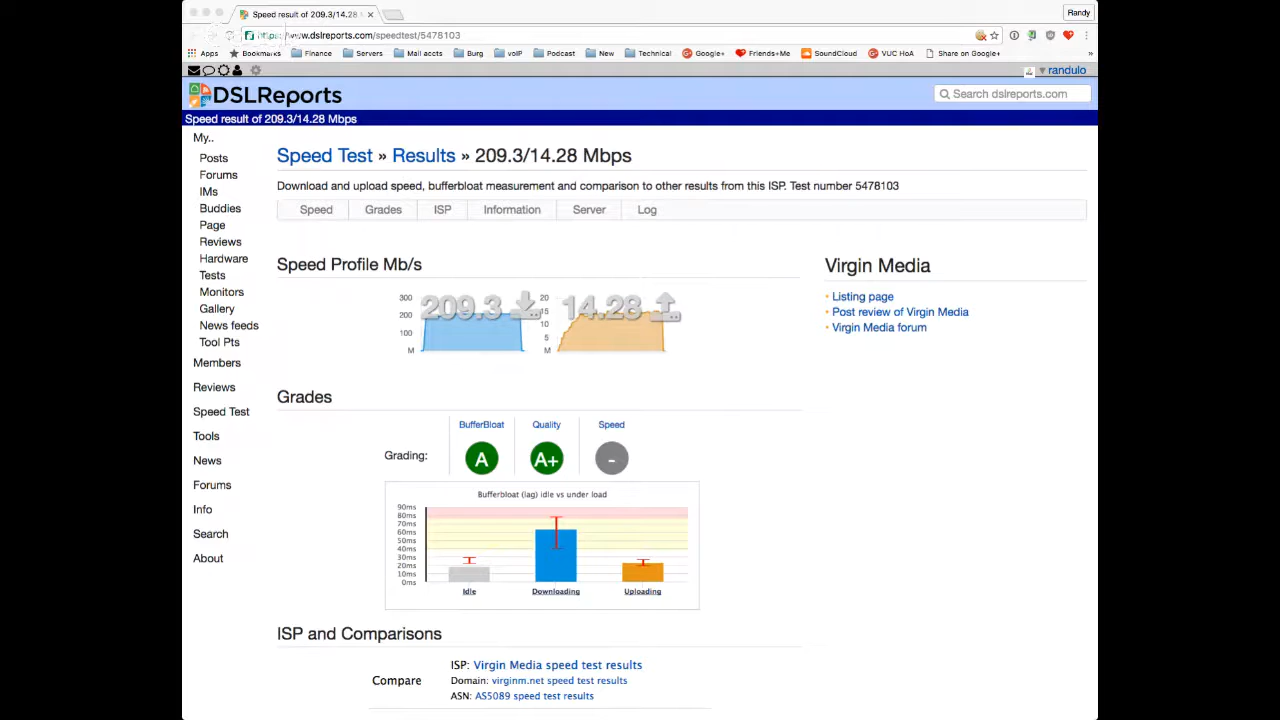 Speed result of 209.3/14.28
Randy
https://www.dslreports.com/speedtest/5478103
Apps Bookmarks Finance Servers Mail accts Burg voIP Podcast New Technical Google+ Friends+Me SoundCloud VUC HoA Share on Google+ »
randulo
DSLReports
Search dslreports.com
Speed result of 209.3/14.28 Mbps
My..
Posts
Forums
IMs
Buddies
Page
Reviews
Hardware
Tests
Monitors
Gallery
News feeds
Tool Pts
Members
Reviews
Speed Test
Tools
News
Forums
Info
Search
About
Speed Test » Results » 209.3/14.28 Mbps
Download and upload speed, bufferbloat measurement and comparison to other results from this ISP. Test number 5478103
Speed Grades ISP Information Server Log
Speed Profile Mb/s
300
200
100
M
209.3
20
15
10
5
M
14.28
Grades
BufferBloat Quality Speed
Grading: A A+ -
Bufferbloat (lag) idle vs under load
90ms
80ms
70ms
60ms
50ms
40ms
30ms
20ms
10ms
0ms
Idle Downloading Uploading
ISP and Comparisons
Compare
ISP: Virgin Media speed test results
Domain: virginm.net speed test results
ASN: AS5089 speed test results
Virgin Media
Listing page
Post review of Virgin Media
Virgin Media forum